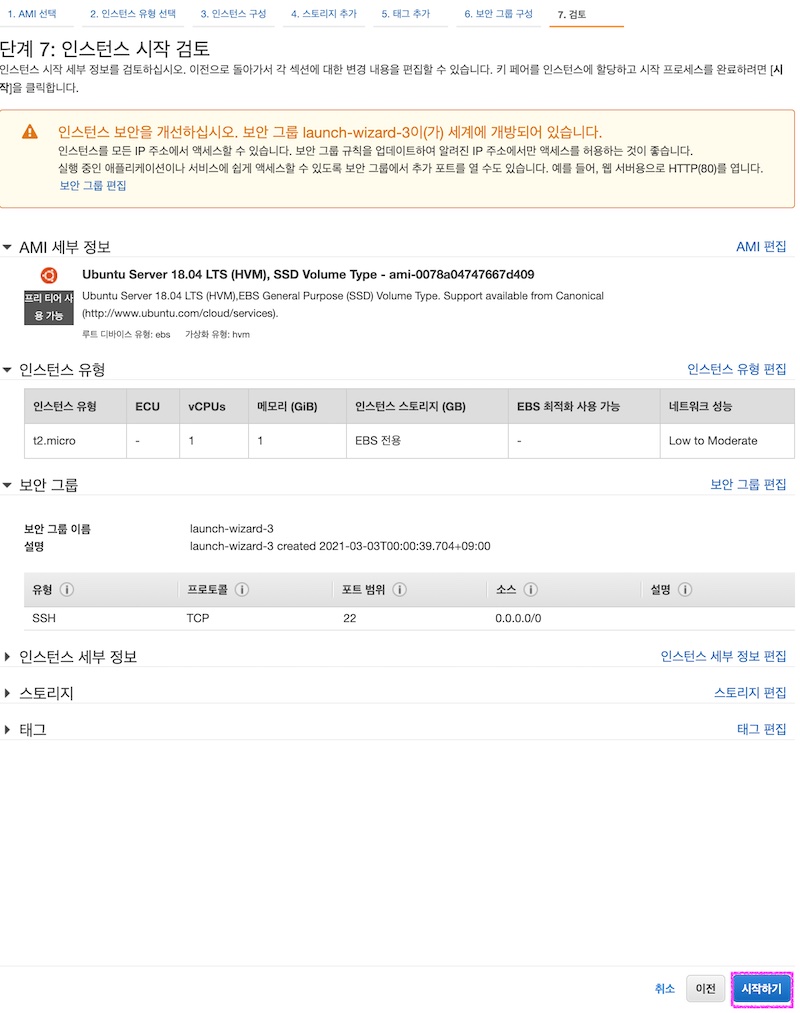 1. AMI 선택 2. 인스턴스 유형 선택 3. 인스턴스 구성 4. 스토리지 추가 5. 태그 추가 6. 보안 그룹 구성 7. 검토
단계 7: 인스턴스 시작 검토
인스턴스 시작 세부 정보를 검토하십시오. 이전으로 돌아가서 각 섹션에 대한 변경 내용을 편집할 수 있습니다. 키 페어를 인스턴스에 할당하고 시작 프로세스를 완료하려면 [시
작]을 클릭합니다.
인스턴스 보안을 개선하십시오. 보안 그룹 launch-wizard-3이(가) 세계에 개방되어 있습니다.
인스턴스를 모든 IP 주소에서 액세스할 수 있습니다. 보안 그룹 규칙을 업데이트하여 알려진 IP 주소에서만 액세스를 허용하는 것이 좋습니다.
실행 중인 애플리케이션이나 서비스에 쉽게 액세스할 수 있도록 보안 그룹에서 추가 포트를 열 수도 있습니다. 예를 들어, 웹 서버용으로 HTTP(80)를 엽니다.
보안 그룹 편집
AMI 세부 정보 AMI 편집
Ubuntu Server 18.04 LTS (HVM), SSD Volume Type - ami-0078a04747667d409
프리 티어 사
용 가능
Ubuntu Server 18.04 LTS (HVM),EBS General Purpose (SSD) Volume Type. Support available from Canonical
(http://www.ubuntu.com/cloud/services).
루트 디바이스 유형: ebs 가상화 유형: hvm
인스턴스 유형 인스턴스 유형 편집
인스턴스 유형 ECU vCPUs 메모리 (GiB) 인스턴스 스토리지 (GB) EBS 최적화 사용 가능 네트워크 성능
t2.micro - 1 1 EBS 전용 - Low to Moderate
보안 그룹 보안 그룹 편집
보안 그룹 이름 launch-wizard-3
설명 launch-wizard-3 created 2021-03-03T00:00:39.704+09:00
유형 i 프로토콜 i 포트 범위 i 소스 i 설명 i
SSH TCP 22 0.0.0.0/0
인스턴스 세부 정보 인스턴스 세부 정보 편집
스토리지 스토리지 편집
태그 태그 편집
취소 이전 시작하기